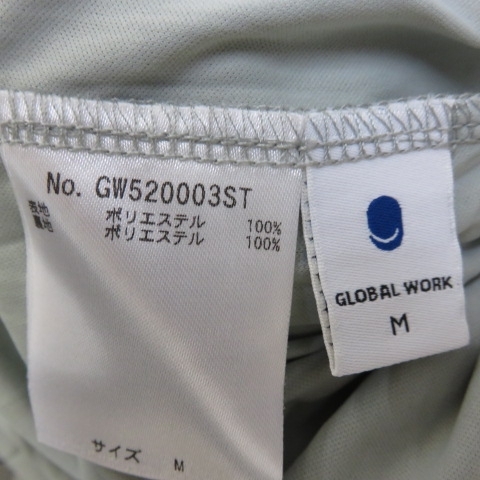 No. GW520003ST
表地 ポリエステル 100%
裏地 ポリエステル 100%
サイズ M
GLOBAL WORK
M